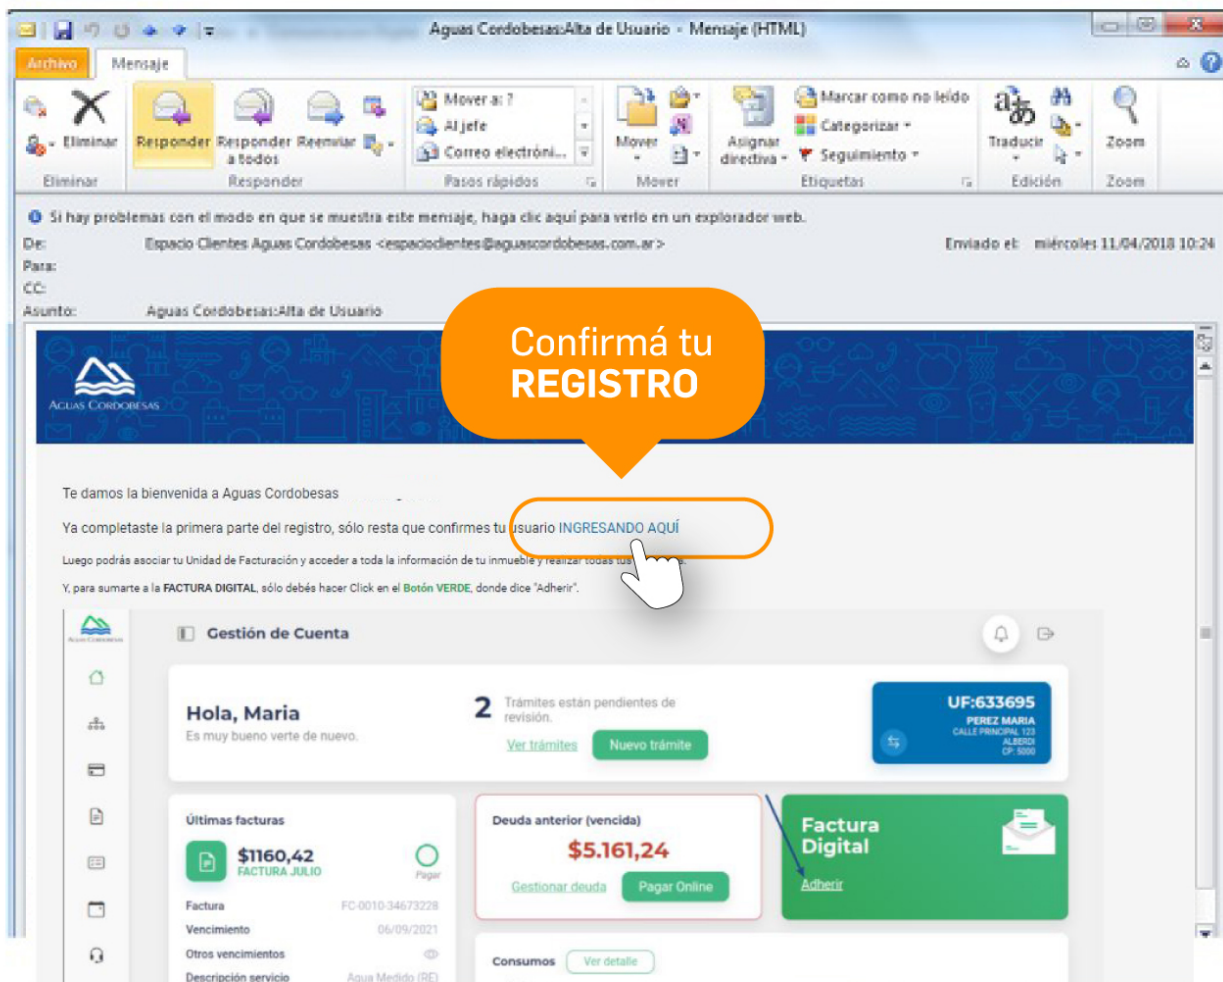 Aguas Cordobesas:Alta de Usuario - Mensaje (HTML)
Archivo Mensaje
Eliminar
Responder
Responder a todos
Reenviar
Mover a: ?
Al jefe
Correo electróni...
Mover
Asignar directiva
Marcar como no leído
Categorizar
Seguimiento
Traducir
Zoom
Eliminar Responder Pasos rápidos Mover Etiquetas Edición Zoom
Si hay problemas con el modo en que se muestra este mensaje, haga clic aquí para verlo en un explorador web.
De: Espacio Clientes Aguas Cordobesas <espacioclientes@aguascordobesas.com.ar> Enviado el: miércoles 11/04/2018 10:24
Para:
CC:
Asunto: Aguas Cordobesas:Alta de Usuario
Confirmá tu
REGISTRO
AGUAS CORDOBESAS
Te damos la bienvenida a Aguas Cordobesas
Ya completaste la primera parte del registro, sólo resta que confirmes tu usuario INGRESANDO AQUÍ
Luego podrás asociar tu Unidad de Facturación y acceder a toda la información de tu inmueble y realizar todas tus
Y, para sumarte a la FACTURA DIGITAL, sólo debés hacer Click en el Botón VERDE, donde dice "Adherir".
AGUAS CORDOBESAS
Gestión de Cuenta
Hola, Maria
Es muy bueno verte de nuevo.
2 Trámites están pendientes de
revisión.
Ver trámites Nuevo trámite
UF:633695
PEREZ MARIA
CALLE PRINCIPAL 123
ALBERDI
CP: 5000
Últimas facturas
$1160,42
FACTURA JULIO
Pagar
Factura FC-0010-34673228
Vencimiento 06/09/2021
Otros vencimientos
Descripción servicio Agua Medido (RE)
Deuda anterior (vencida)
$5.161,24
Gestionar deuda Pagar Online
Factura
Digital
Adherir
Consumos Ver detalle